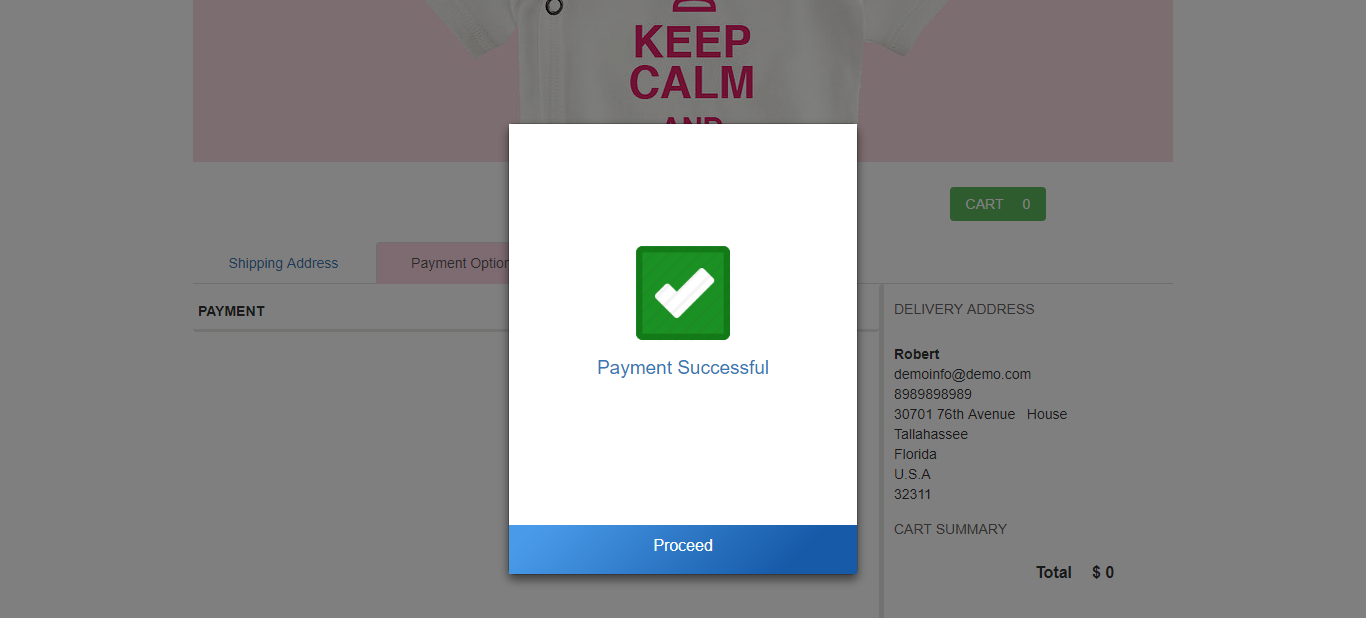 KEEP
CALM
AND
CART 0
Shipping Address
Payment Option
PAYMENT
Payment Successful
Proceed
DELIVERY ADDRESS
Robert
demoinfo@demo.com
8989898989
30701 76th Avenue House
Tallahassee
Florida
U.S.A
32311
CART SUMMARY
Total $ 0